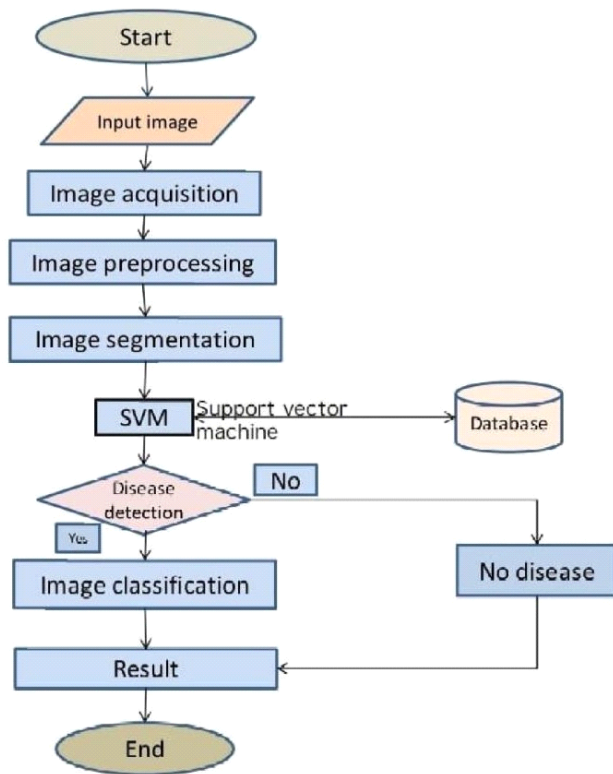 Start
Input image
Image acquisition
Image preprocessing
Image segmentation
SVM
Support vector
machine
Database
Disease
detection
No
Yes
No disease
Image classification
Result
End